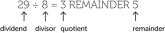 29 ÷ 8 = 3 REMAINDER 5
dividend divisor quotient remainder